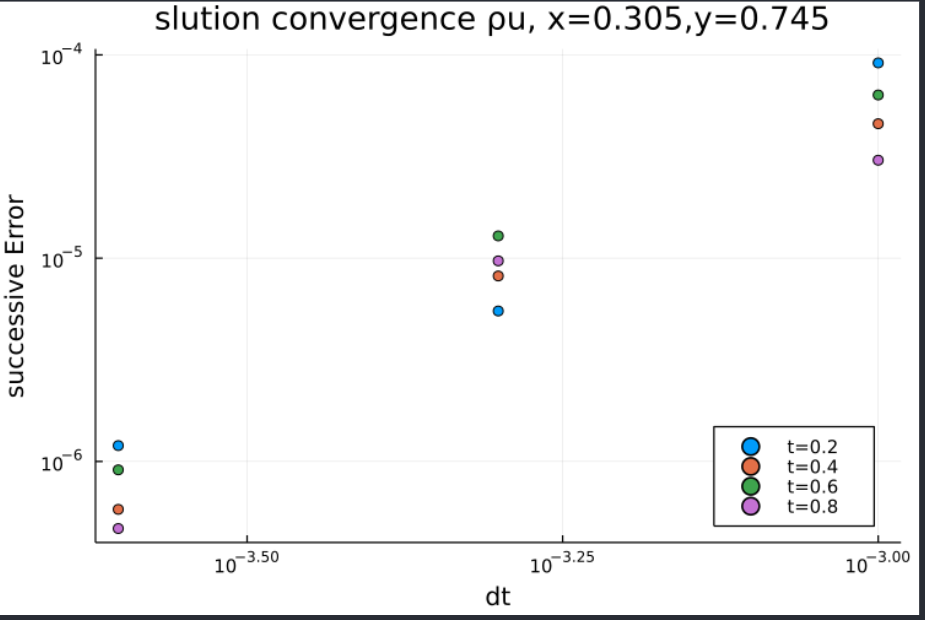 slution convergence ρu, x=0.305,y=0.745
10⁻⁴
10⁻⁵
10⁻⁶
successive Error
t=0.2
t=0.4
t=0.6
t=0.8
10⁻³·⁵⁰ 10⁻³·²⁵ 10⁻³·⁰⁰
dt